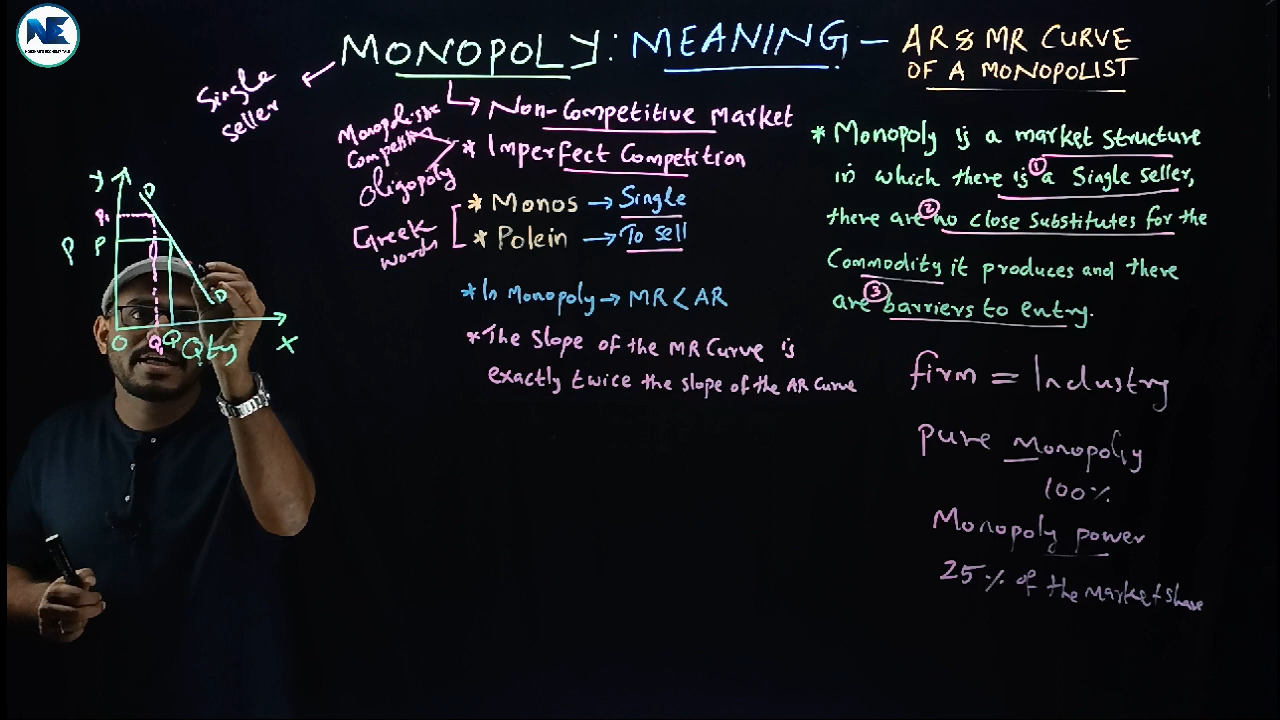 NE
MONOPOLY: MEANING – AR & MR CURVE
OF A MONOPOLIST
Single
seller
Non-Competitive market
Monopolistic
Competition
Oligopoly
* Imperfect Competition
Greek
words
* Monos → Single
* Polein → To sell
* In Monopoly → MR < AR
* The slope of the MR Curve is
exactly twice the slope of the AR Curve
* Monopoly is a market structure
in which there is ① a Single seller,
there are ② no close substitutes for the
Commodity it produces and there
are ③ barriers to entry.
firm = Industry
pure Monopoly
100%
Monopoly power
25% of the market share
Y
D
P1
P
P
D
O
Q1
Q
Qty
X